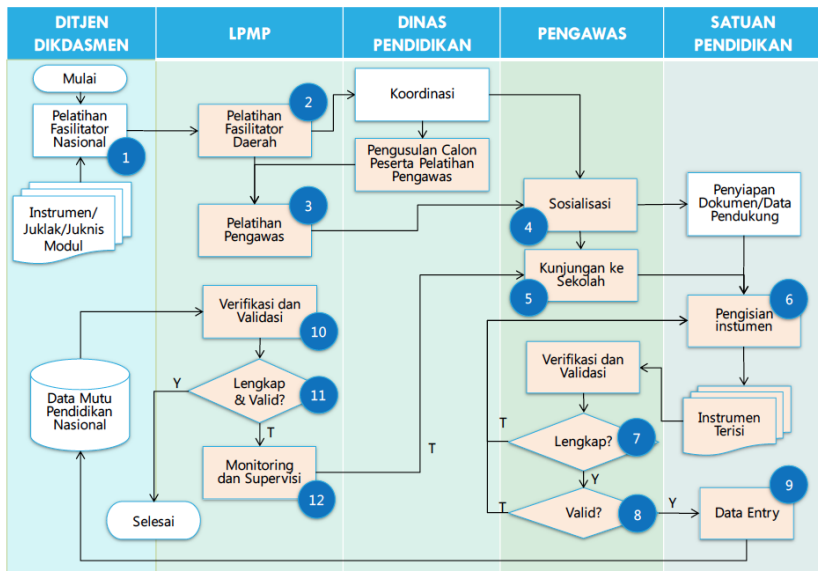 DITJEN
DIKDASMEN
LPMP
DINAS
PENDIDIKAN
PENGAWAS
SATUAN
PENDIDIKAN
Mulai
Pelatihan
Fasilitator
Nasional
1
Instrumen/
Juklak/Juknis
Modul
2
Pelatihan
Fasilitator
Daerah
Koordinasi
Pengusulan Calon
Peserta Pelatihan
Pengawas
3
Pelatihan
Pengawas
Sosialisasi
4
Penyiapan
Dokumen/Data
Pendukung
Kunjungan ke
Sekolah
5
6
Pengisian
instumen
Verifikasi dan
Validasi
10
Verifikasi dan
Validasi
Instrumen
Terisi
Data Mutu
Pendidikan
Nasional
Y
Lengkap
& Valid?
11
T
Monitoring
dan Supervisi
12
T
T
Lengkap?
7
Y
T
Valid?
8
Y
9
Data Entry
Selesai